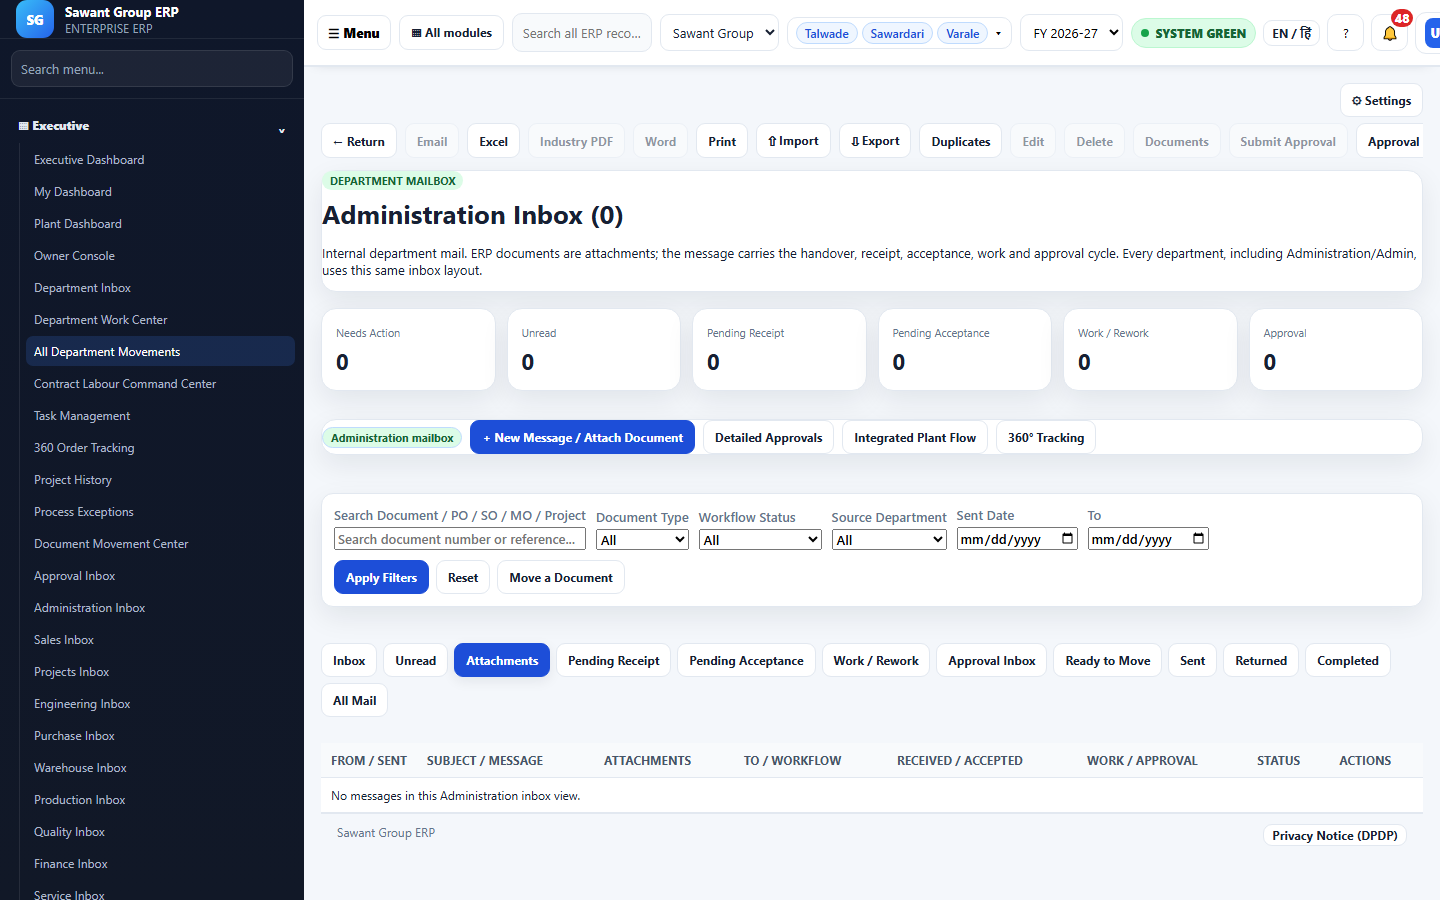 SG
Sawant Group ERP
ENTERPRISE ERP
Search menu...
Executive
Executive Dashboard
My Dashboard
Plant Dashboard
Owner Console
Department Inbox
Department Work Center
All Department Movements
Contract Labour Command Center
Task Management
360 Order Tracking
Project History
Process Exceptions
Document Movement Center
Approval Inbox
Administration Inbox
Sales Inbox
Projects Inbox
Engineering Inbox
Purchase Inbox
Warehouse Inbox
Production Inbox
Quality Inbox
Finance Inbox
Service Inbox
☰ Menu
All modules
Search all ERP reco...
Sawant Group
Talwade
Sawardari
Varale
FY 2026-27
SYSTEM GREEN
EN / हिं
?
48
U
⚙ Settings
← Return
Email
Excel
Industry PDF
Word
Print
⇧Import
⇩Export
Duplicates
Edit
Delete
Documents
Submit Approval
Approval
DEPARTMENT MAILBOX
Administration Inbox (0)
Internal department mail. ERP documents are attachments; the message carries the handover, receipt, acceptance, work and approval cycle. Every department, including Administration/Admin,
uses this same inbox layout.
Needs Action
0
Unread
0
Pending Receipt
0
Pending Acceptance
0
Work / Rework
0
Approval
0
Administration mailbox
+ New Message / Attach Document
Detailed Approvals
Integrated Plant Flow
360° Tracking
Search Document / PO / SO / MO / Project
Search document number or reference...
Document Type
All
Workflow Status
All
Source Department
All
Sent Date
mm/dd/yyyy
To
mm/dd/yyyy
Apply Filters
Reset
Move a Document
Inbox
Unread
Attachments
Pending Receipt
Pending Acceptance
Work / Rework
Approval Inbox
Ready to Move
Sent
Returned
Completed
All Mail
FROM / SENT
SUBJECT / MESSAGE
ATTACHMENTS
TO / WORKFLOW
RECEIVED / ACCEPTED
WORK / APPROVAL
STATUS
ACTIONS
No messages in this Administration inbox view.
Sawant Group ERP
Privacy Notice (DPDP)